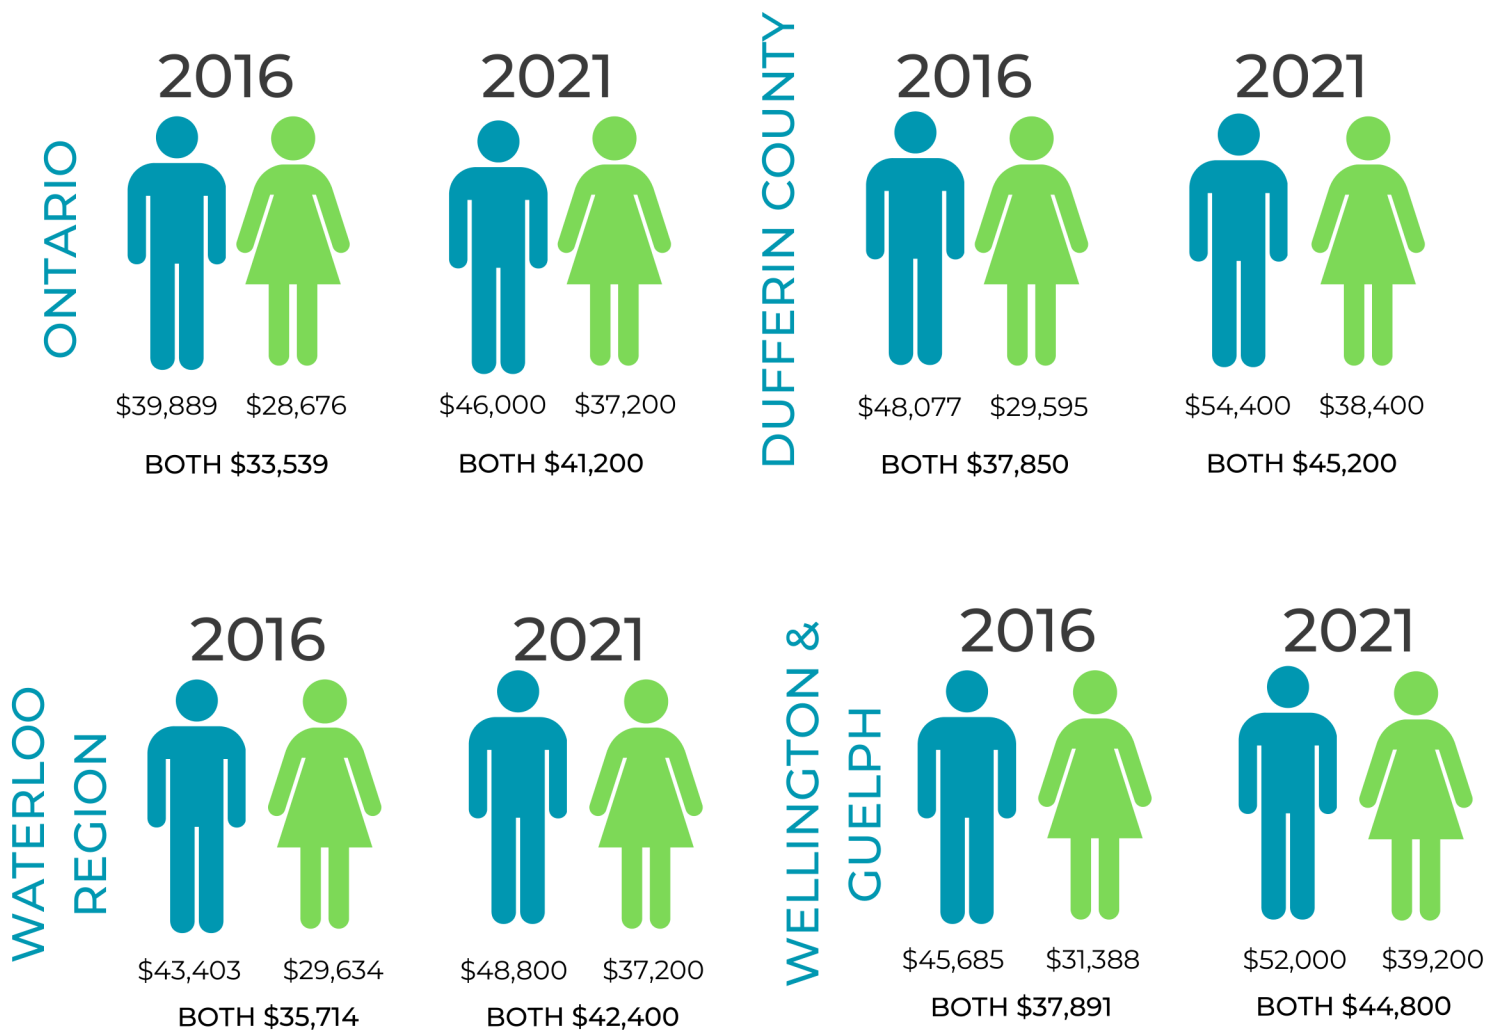 ONTARIO
2016
2021
$39,889
$28,676
$46,000
$37,200
BOTH $33,539
BOTH $41,200
DUFFERIN COUNTY
2016
2021
$48,077
$29,595
$54,400
$38,400
BOTH $37,850
BOTH $45,200
WATERLOO
REGION
2016
2021
$43,403
$29,634
$48,800
$37,200
BOTH $35,714
BOTH $42,400
WELLINGTON &
GUELPH
2016
2021
$45,685
$31,388
$52,000
$39,200
BOTH $37,891
BOTH $44,800